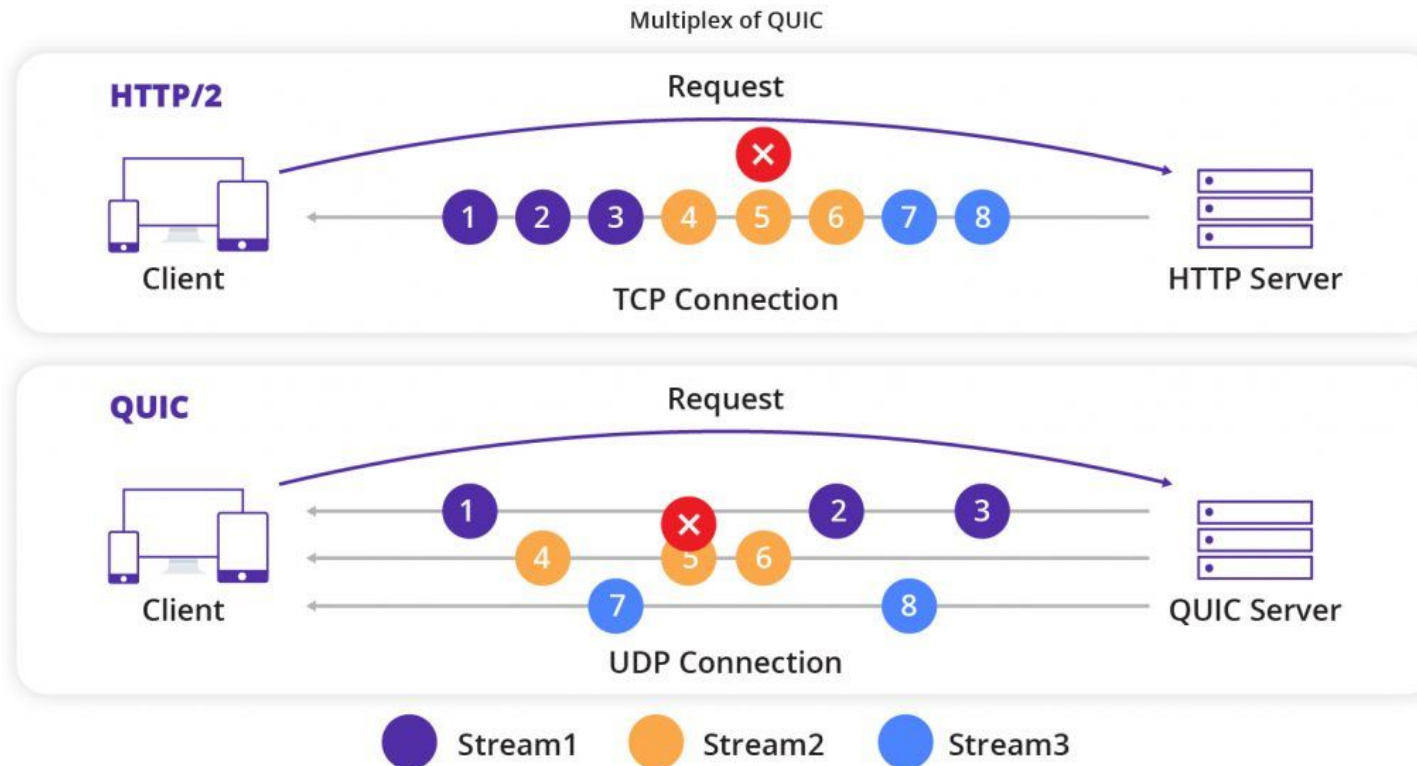 Multiplex of QUIC
HTTP/2
Request
1 2 3 4 5 6 7 8
Client
HTTP Server
TCP Connection
QUIC
Request
1 2 3
4 5 6
7 8
Client
QUIC Server
UDP Connection
Stream1 Stream2 Stream3